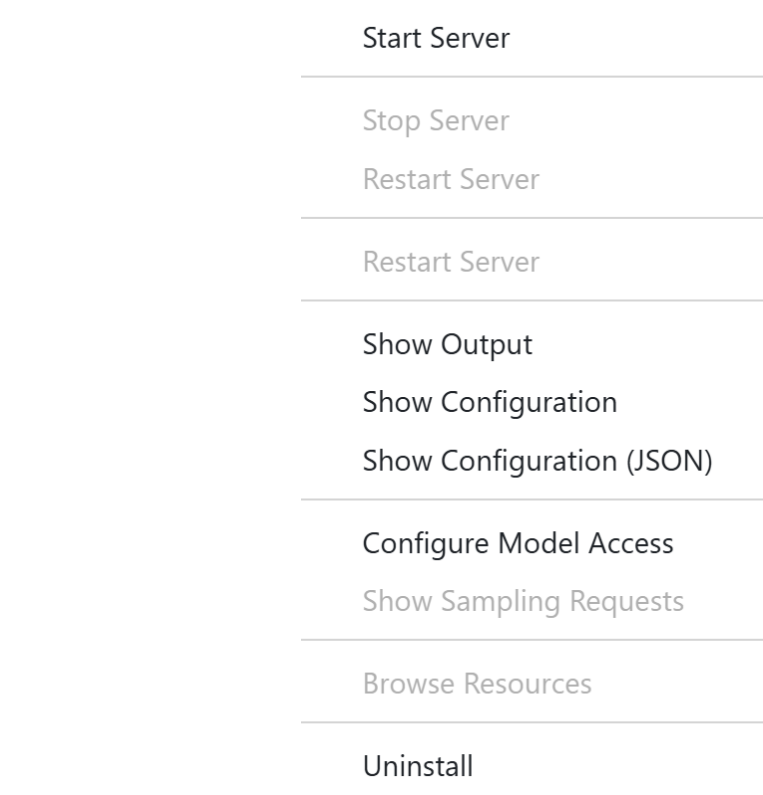 Start Server
Stop Server
Restart Server
Restart Server
Show Output
Show Configuration
Show Configuration (JSON)
Configure Model Access
Show Sampling Requests
Browse Resources
Uninstall